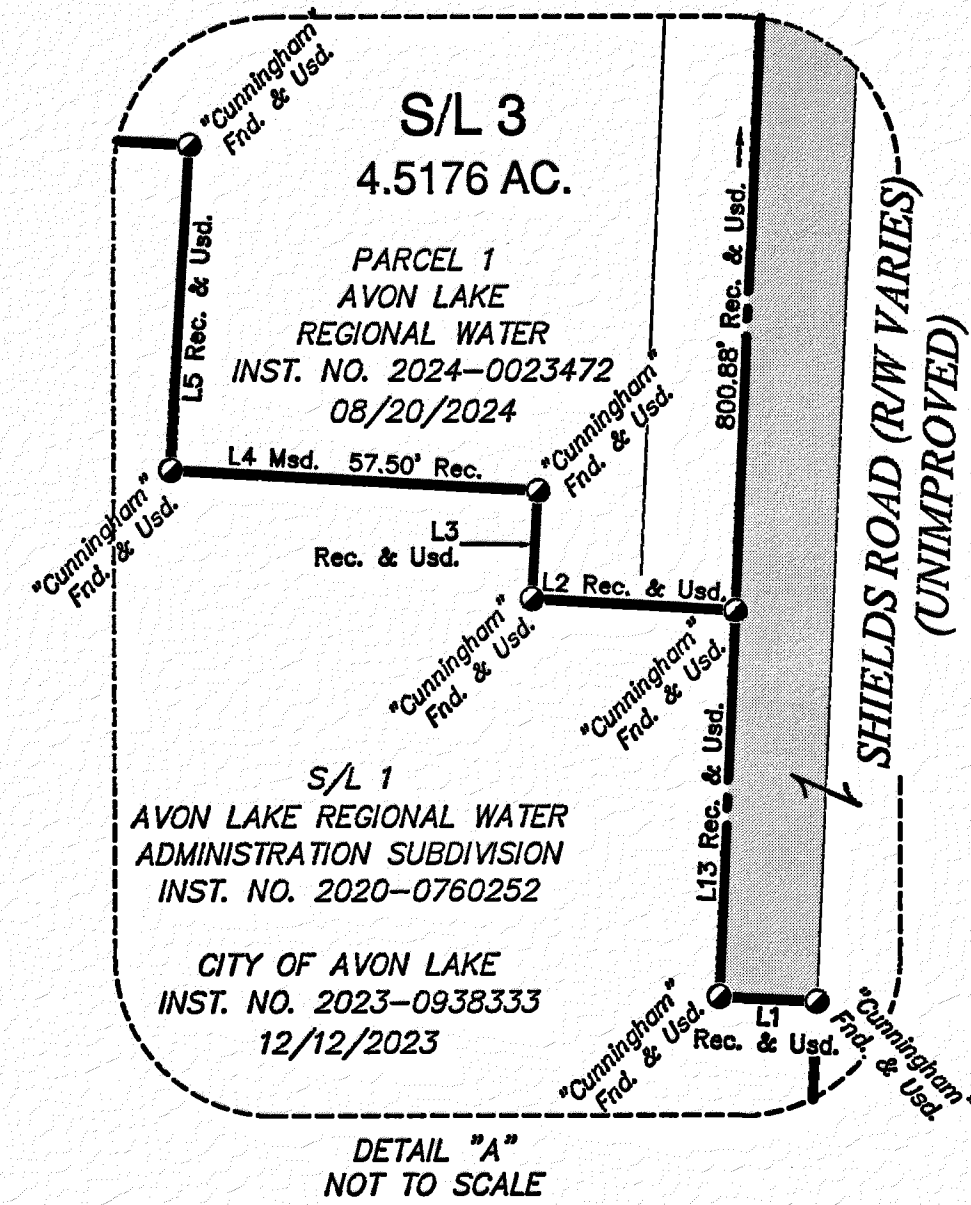 "Cunningham"
Fnd. & Usd.
S/L 3
4.5176 AC.
PARCEL 1
AVON LAKE
REGIONAL WATER
INST. NO. 2024-0023472
08/20/2024
L5 Rec. & Usd.
800.88' Rec. & Usd.
SHIELDS ROAD (R/W VARIES)
(UNIMPROVED)
"Cunningham"
Fnd. & Usd.
L4 Msd. 57.50' Rec.
"Cunningham"
Fnd. & Usd.
L3
Rec. & Usd.
L2 Rec. & Usd.
"Cunningham"
Fnd. & Usd.
"Cunningham"
Fnd. & Usd.
L13 Rec. & Usd.
S/L 1
AVON LAKE REGIONAL WATER
ADMINISTRATION SUBDIVISION
INST. NO. 2020-0760252
CITY OF AVON LAKE
INST. NO. 2023-0938333
12/12/2023
"Cunningham"
Fnd. & Usd.
L1
Rec. & Usd.
"Cunningham"
Fnd. & Usd.
DETAIL "A"
NOT TO SCALE